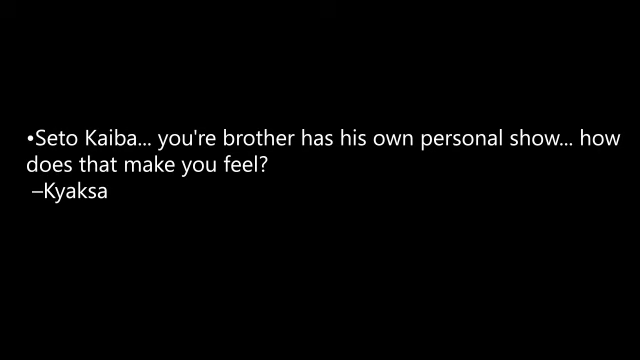 •Seto Kaiba... you're brother has his own personal show... how
does that make you feel?
–Kyaksa